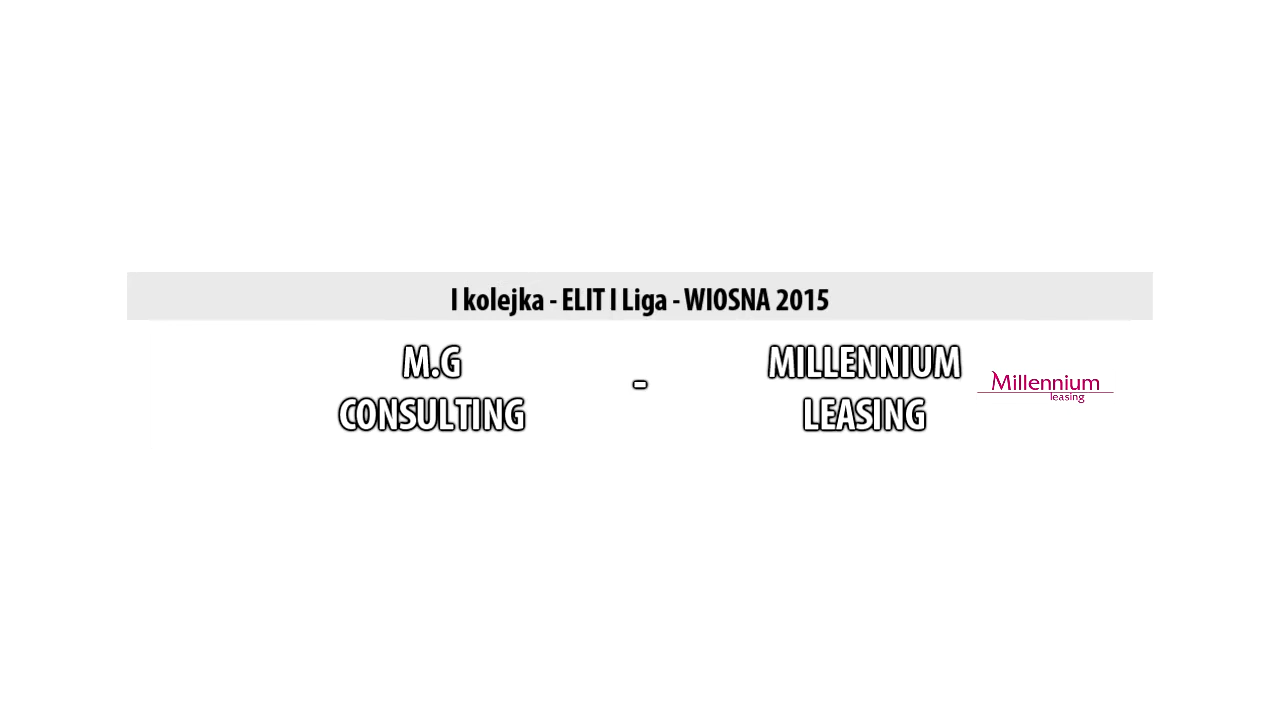 I kolejka - ELIT I Liga - WIOSNA 2015
M.G
CONSULTING
-
MILLENNIUM
LEASING
Millennium
leasing